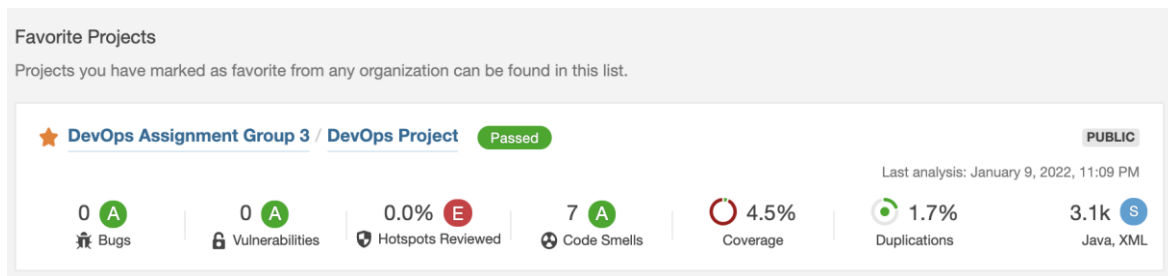 Favorite Projects
Projects you have marked as favorite from any organization can be found in this list.
DevOps Assignment Group 3 / DevOps Project Passed PUBLIC
Last analysis: January 9, 2022, 11:09 PM
0 A 0 A 0.0% E 7 A 4.5% 1.7% 3.1k S
Bugs Vulnerabilities Hotspots Reviewed Code Smells Coverage Duplications Java, XML